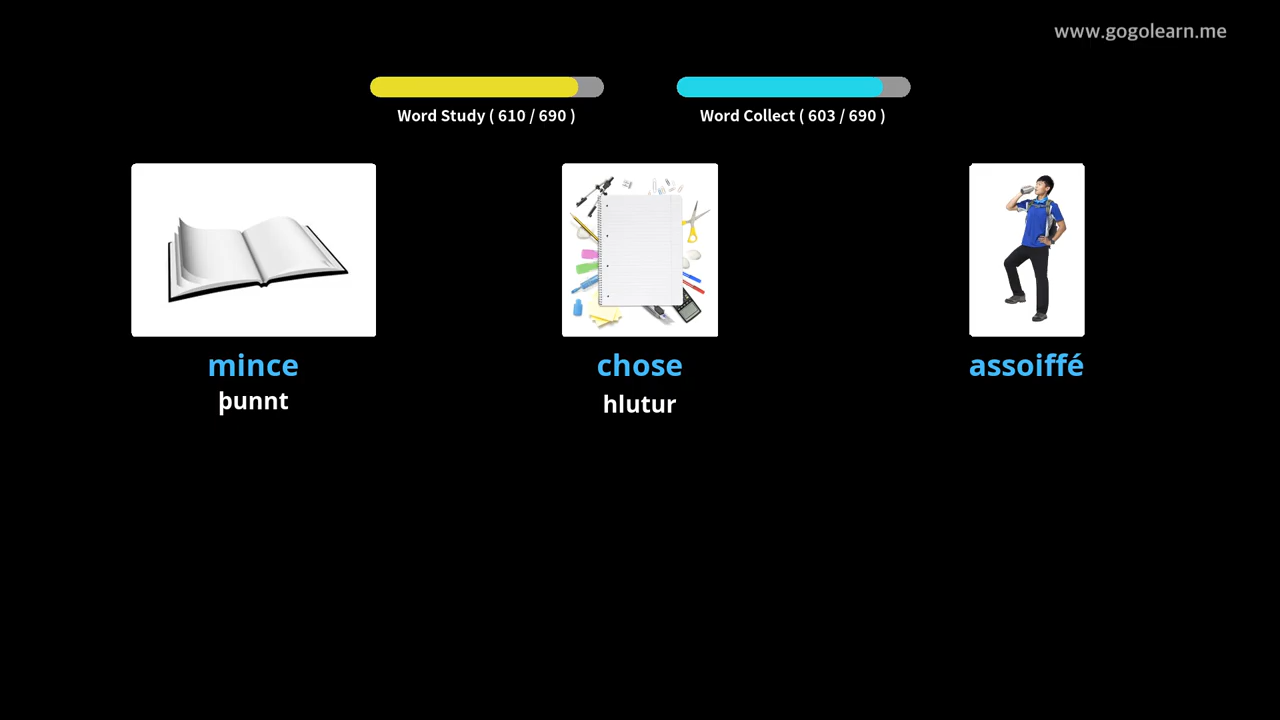 www.gogolearn.me
Word Study ( 610 / 690 )
Word Collect ( 603 / 690 )
mince
chose
assoiffé
þunnt
hlutur